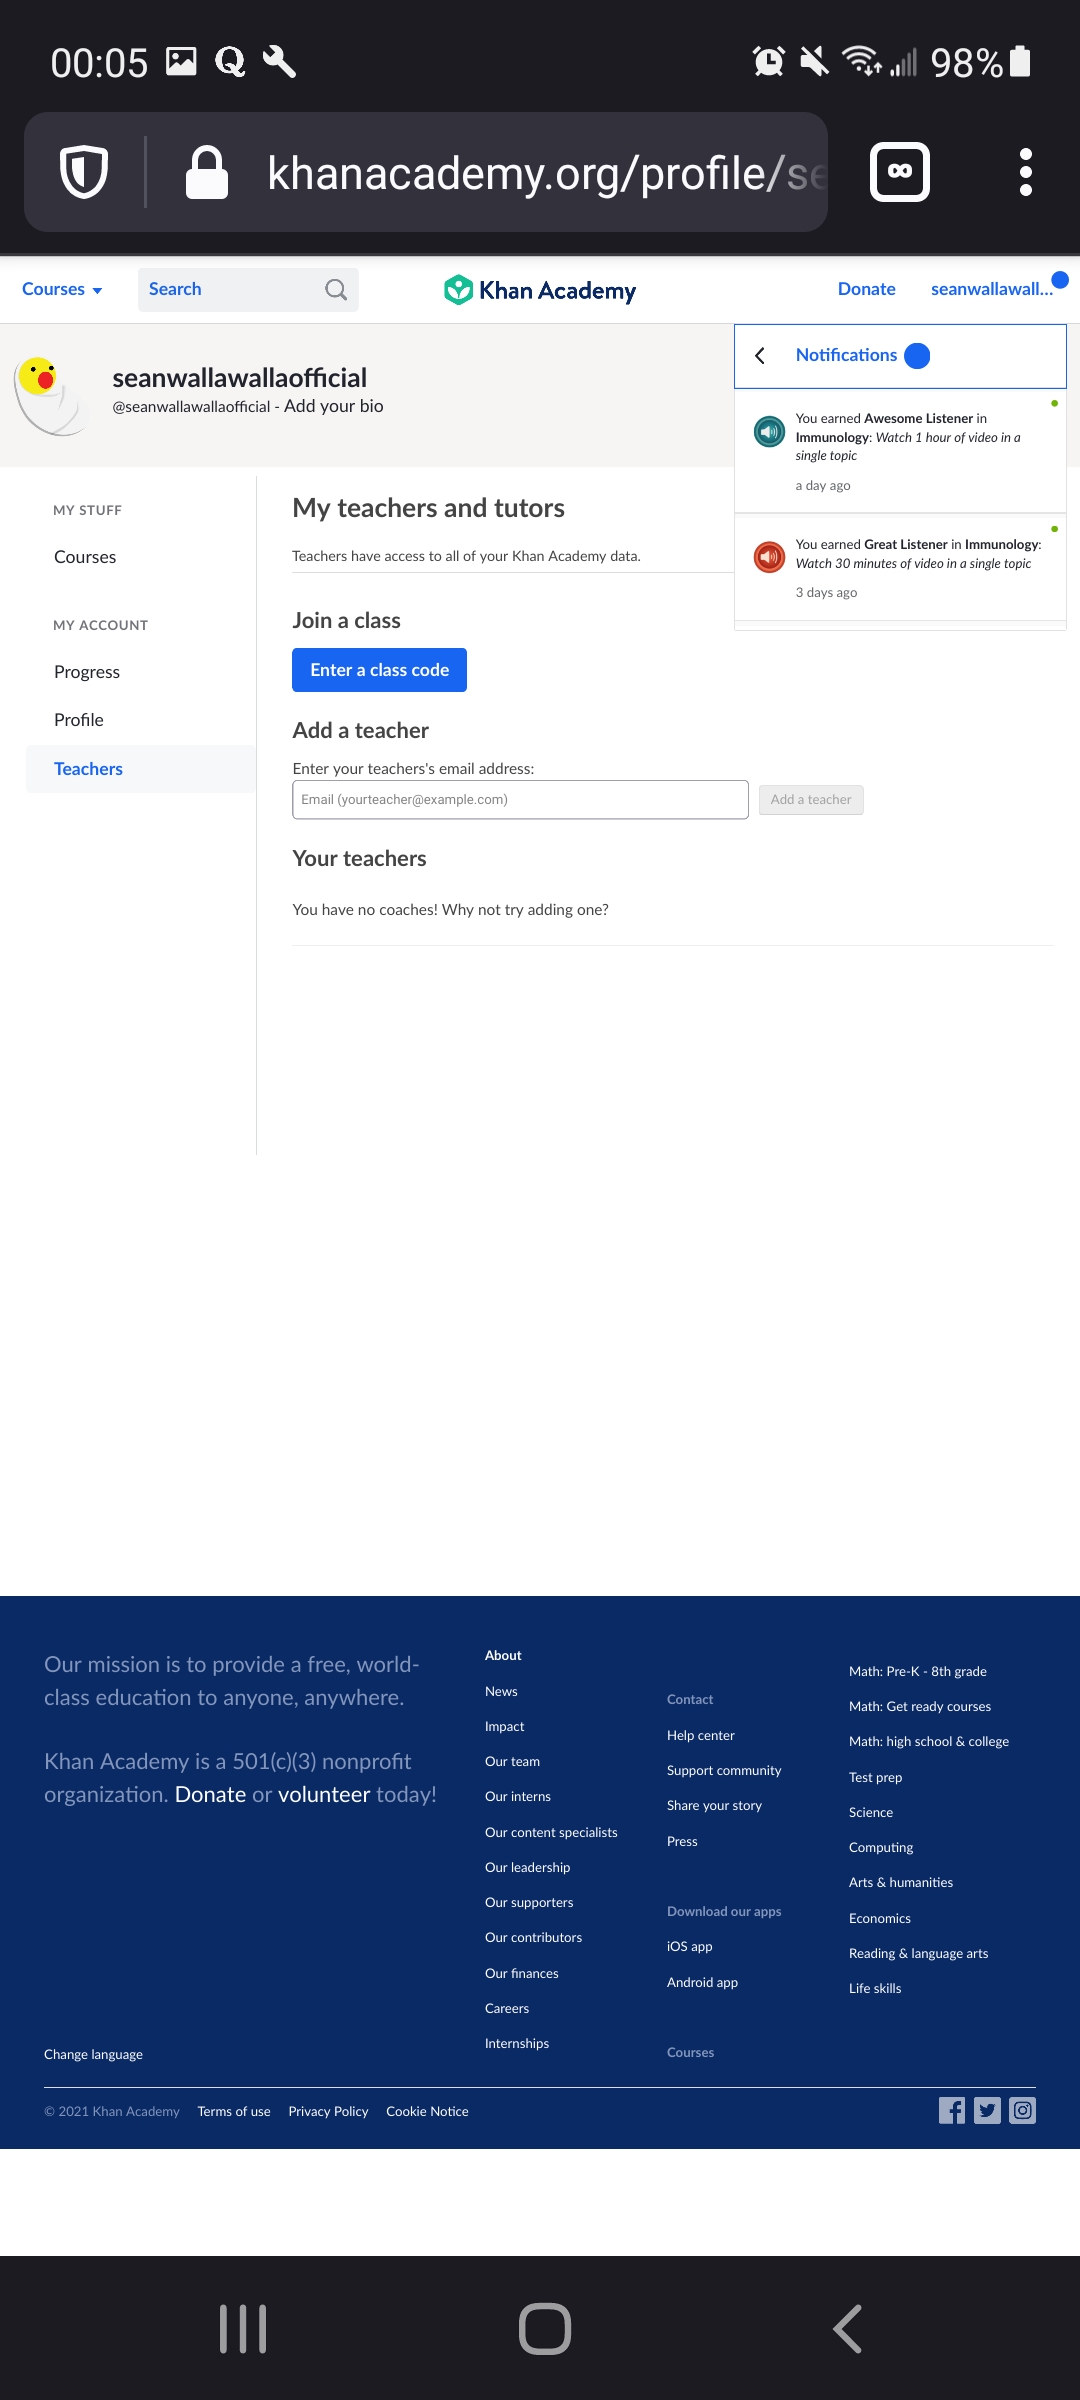 00:05
98%
khanacademy.org/profile/se
Courses
Search
Khan Academy
Donate
seanwallawall...
seanwallawallaofficial
@seanwallawallaofficial - Add your bio
Notifications
You earned Awesome Listener in
Immunology: Watch 1 hour of video in a
single topic
a day ago
You earned Great Listener in Immunology:
Watch 30 minutes of video in a single topic
3 days ago
MY STUFF
Courses
MY ACCOUNT
Progress
Profile
Teachers
My teachers and tutors
Teachers have access to all of your Khan Academy data.
Join a class
Enter a class code
Add a teacher
Enter your teachers's email address:
Email (yourteacher@example.com)
Add a teacher
Your teachers
You have no coaches! Why not try adding one?
Our mission is to provide a free, world-
class education to anyone, anywhere.
Khan Academy is a 501(c)(3) nonprofit
organization. Donate or volunteer today!
About
News
Impact
Our team
Our interns
Our content specialists
Our leadership
Our supporters
Our contributors
Our finances
Careers
Internships
Contact
Help center
Support community
Share your story
Press
Download our apps
iOS app
Android app
Courses
Math: Pre-K - 8th grade
Math: Get ready courses
Math: high school & college
Test prep
Science
Computing
Arts & humanities
Economics
Reading & language arts
Life skills
Change language
© 2021 Khan Academy
Terms of use
Privacy Policy
Cookie Notice